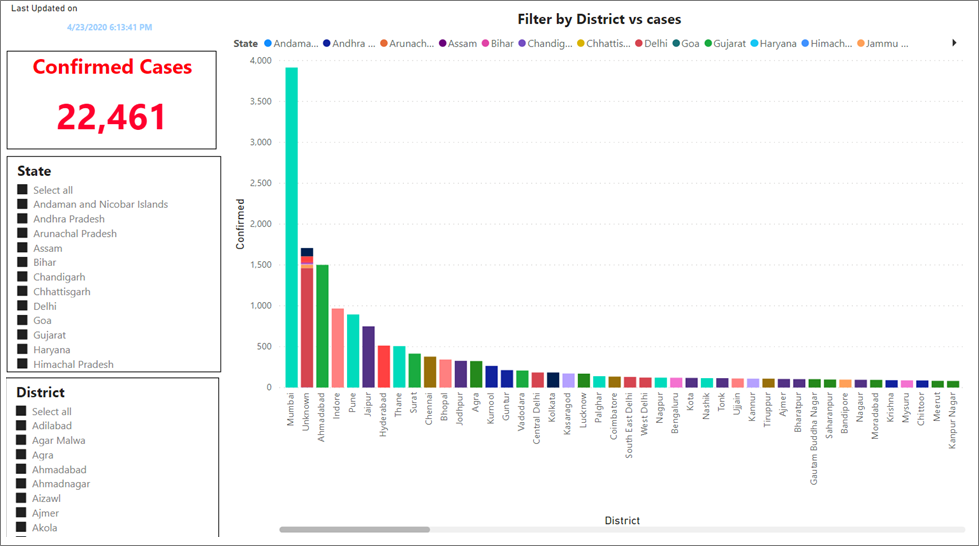 Last Updated on
4/23/2020 6:13:41 PM
Confirmed Cases
22,461
State
Select all
Andaman and Nicobar Islands
Andhra Pradesh
Arunachal Pradesh
Assam
Bihar
Chandigarh
Chhattisgarh
Delhi
Goa
Gujarat
Haryana
Himachal Pradesh
District
Select all
Adilabad
Agar Malwa
Agra
Ahmadabad
Ahmadnagar
Aizawl
Ajmer
Akola
Filter by District vs cases
State Andama... Andhra ... Arunach... Assam Bihar Chandig... Chhattis... Delhi Goa Gujarat Haryana Himach... Jammu ...
Confirmed
4,000
3,500
3,000
2,500
2,000
1,500
1,000
500
0
Mumbai
Unknown
Ahmadabad
Indore
Pune
Jaipur
Hyderabad
Thane
Surat
Chennai
Bhopal
Jodhpur
Agra
Kurnool
Guntur
Vadodara
Central Delhi
Kolkata
Kasaragod
Lucknow
Palghar
Coimbatore
South East Delhi
West Delhi
Nagpur
Bengaluru
Kota
Nashik
Tonk
Ujjain
Kannur
Tiruppur
Ajmer
Bharatpur
Gautam Buddha Nagar
Saharanpur
Bandipore
Nagaur
Moradabad
Krishna
Mysuru
Chittoor
Meerut
Kanpur Nagar
District